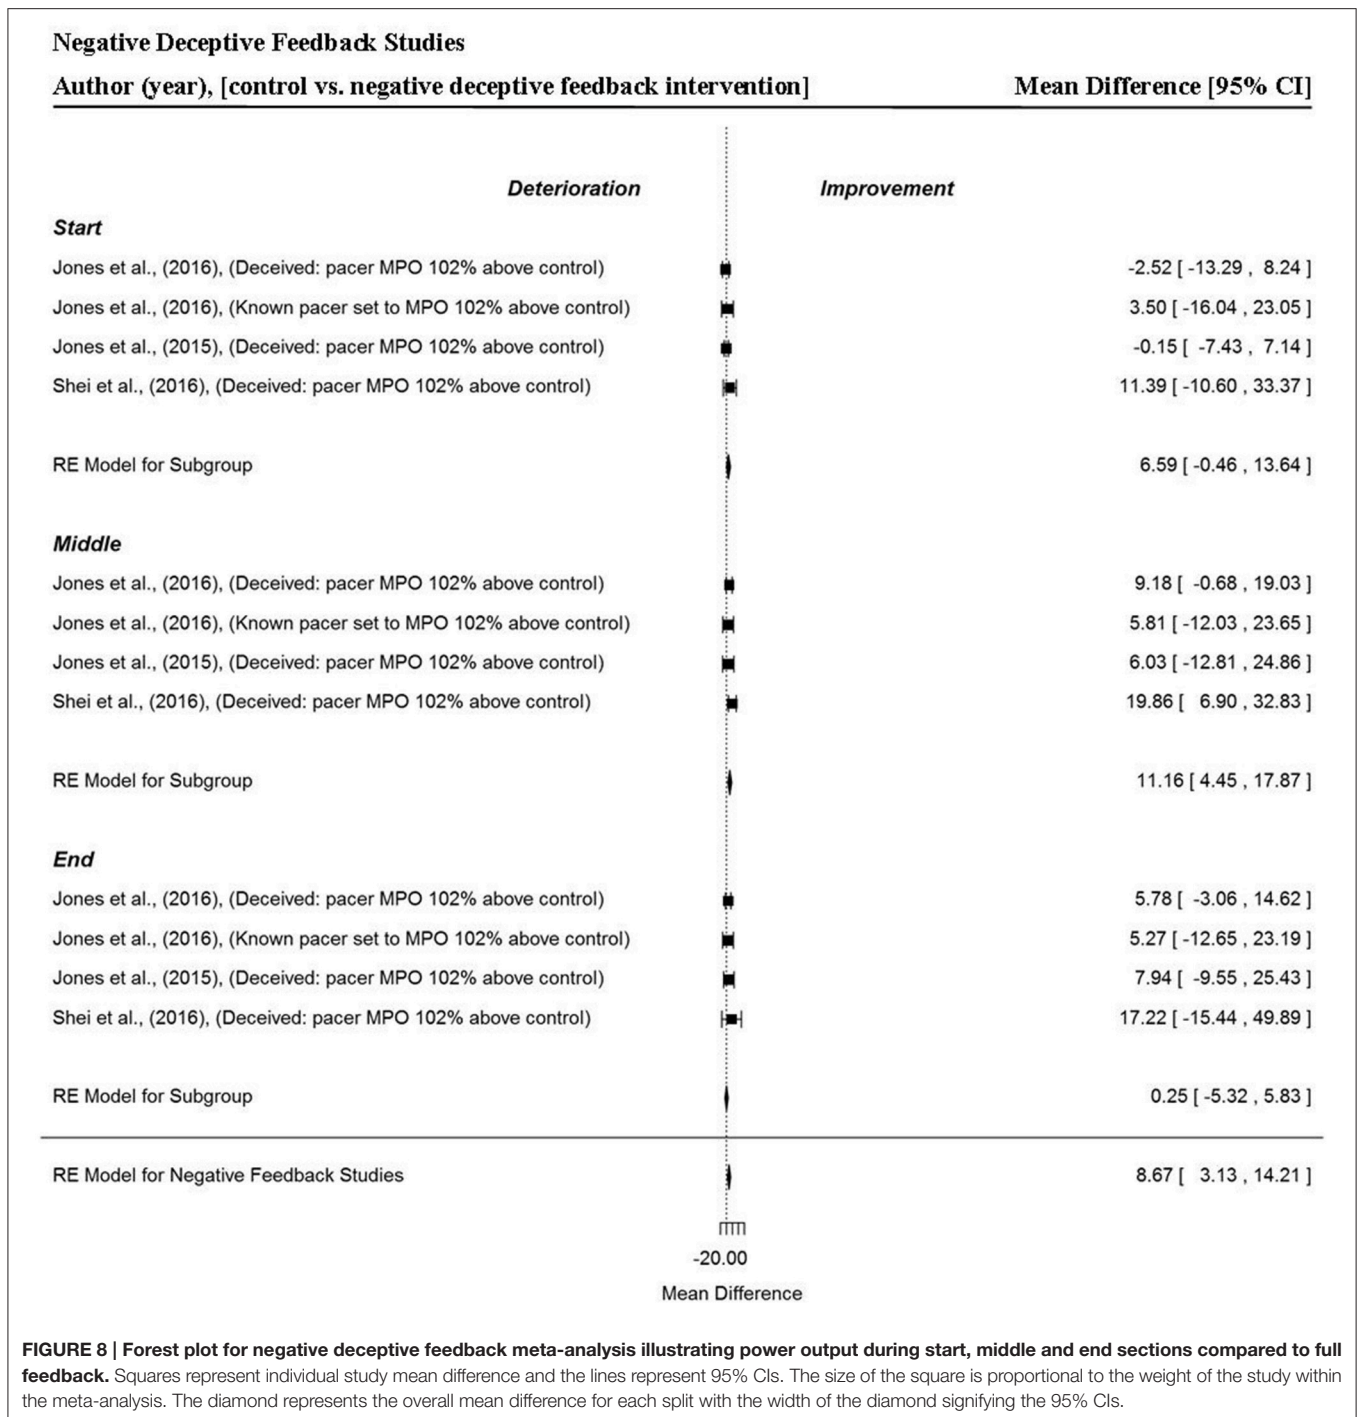 Negative Deceptive Feedback Studies
Author (year), [control vs. negative deceptive feedback intervention] Mean Difference [95% CI]
Deterioration Improvement
Start
Jones et al., (2016), (Deceived: pacer MPO 102% above control) -2.52 [ -13.29 , 8.24 ]
Jones et al., (2016), (Known pacer set to MPO 102% above control) 3.50 [ -16.04 , 23.05 ]
Jones et al., (2015), (Deceived: pacer MPO 102% above control) -0.15 [ -7.43 , 7.14 ]
Shei et al., (2016), (Deceived: pacer MPO 102% above control) 11.39 [ -10.60 , 33.37 ]
RE Model for Subgroup 6.59 [ -0.46 , 13.64 ]
Middle
Jones et al., (2016), (Deceived: pacer MPO 102% above control) 9.18 [ -0.68 , 19.03 ]
Jones et al., (2016), (Known pacer set to MPO 102% above control) 5.81 [ -12.03 , 23.65 ]
Jones et al., (2015), (Deceived: pacer MPO 102% above control) 6.03 [ -12.81 , 24.86 ]
Shei et al., (2016), (Deceived: pacer MPO 102% above control) 19.86 [ 6.90 , 32.83 ]
RE Model for Subgroup 11.16 [ 4.45 , 17.87 ]
End
Jones et al., (2016), (Deceived: pacer MPO 102% above control) 5.78 [ -3.06 , 14.62 ]
Jones et al., (2016), (Known pacer set to MPO 102% above control) 5.27 [ -12.65 , 23.19 ]
Jones et al., (2015), (Deceived: pacer MPO 102% above control) 7.94 [ -9.55 , 25.43 ]
Shei et al., (2016), (Deceived: pacer MPO 102% above control) 17.22 [ -15.44 , 49.89 ]
RE Model for Subgroup 0.25 [ -5.32 , 5.83 ]
RE Model for Negative Feedback Studies 8.67 [ 3.13 , 14.21 ]
-20.00
Mean Difference
FIGURE 8 | Forest plot for negative deceptive feedback meta-analysis illustrating power output during start, middle and end sections compared to full
feedback. Squares represent individual study mean difference and the lines represent 95% CIs. The size of the square is proportional to the weight of the study within
the meta-analysis. The diamond represents the overall mean difference for each split with the width of the diamond signifying the 95% CIs.